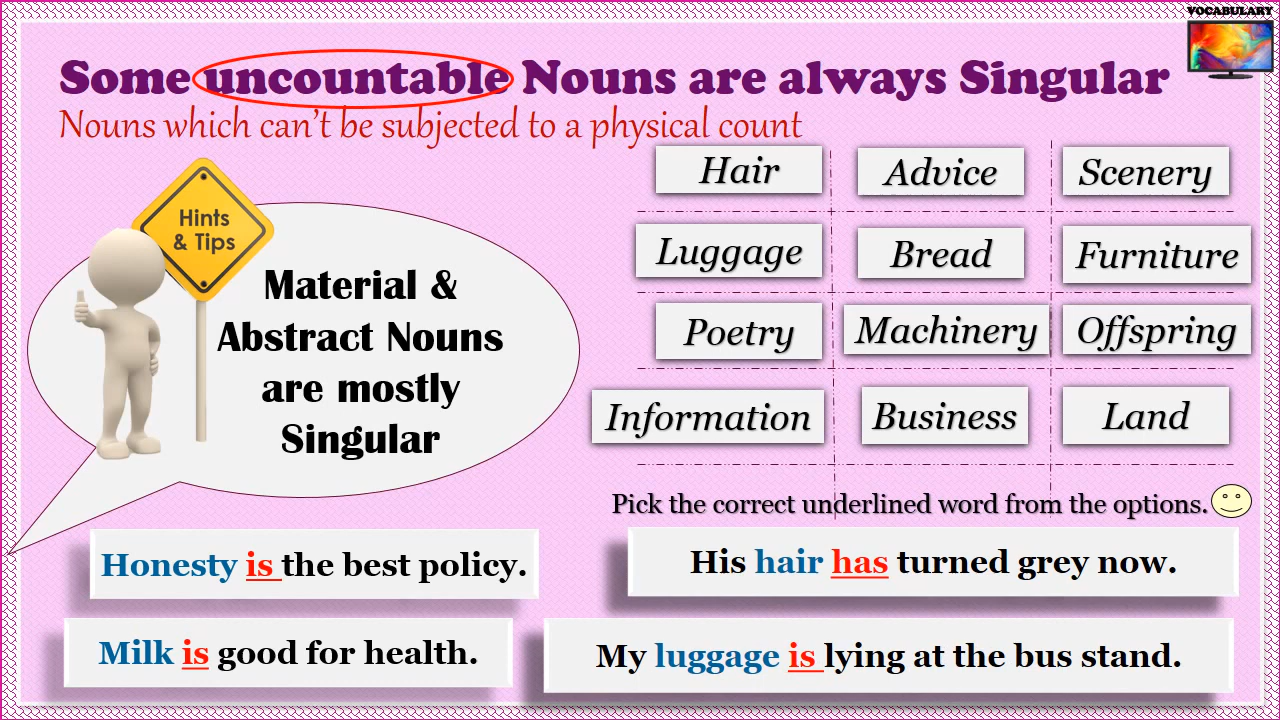 VOCABULARY
Some uncountable Nouns are always Singular
Nouns which can't be subjected to a physical count
Hints
& Tips
Material &
Abstract Nouns
are mostly
Singular
Hair Advice Scenery
Luggage Bread Furniture
Poetry Machinery Offspring
Information Business Land
Pick the correct underlined word from the options.
Honesty is the best policy.
His hair has turned grey now.
Milk is good for health.
My luggage is lying at the bus stand.